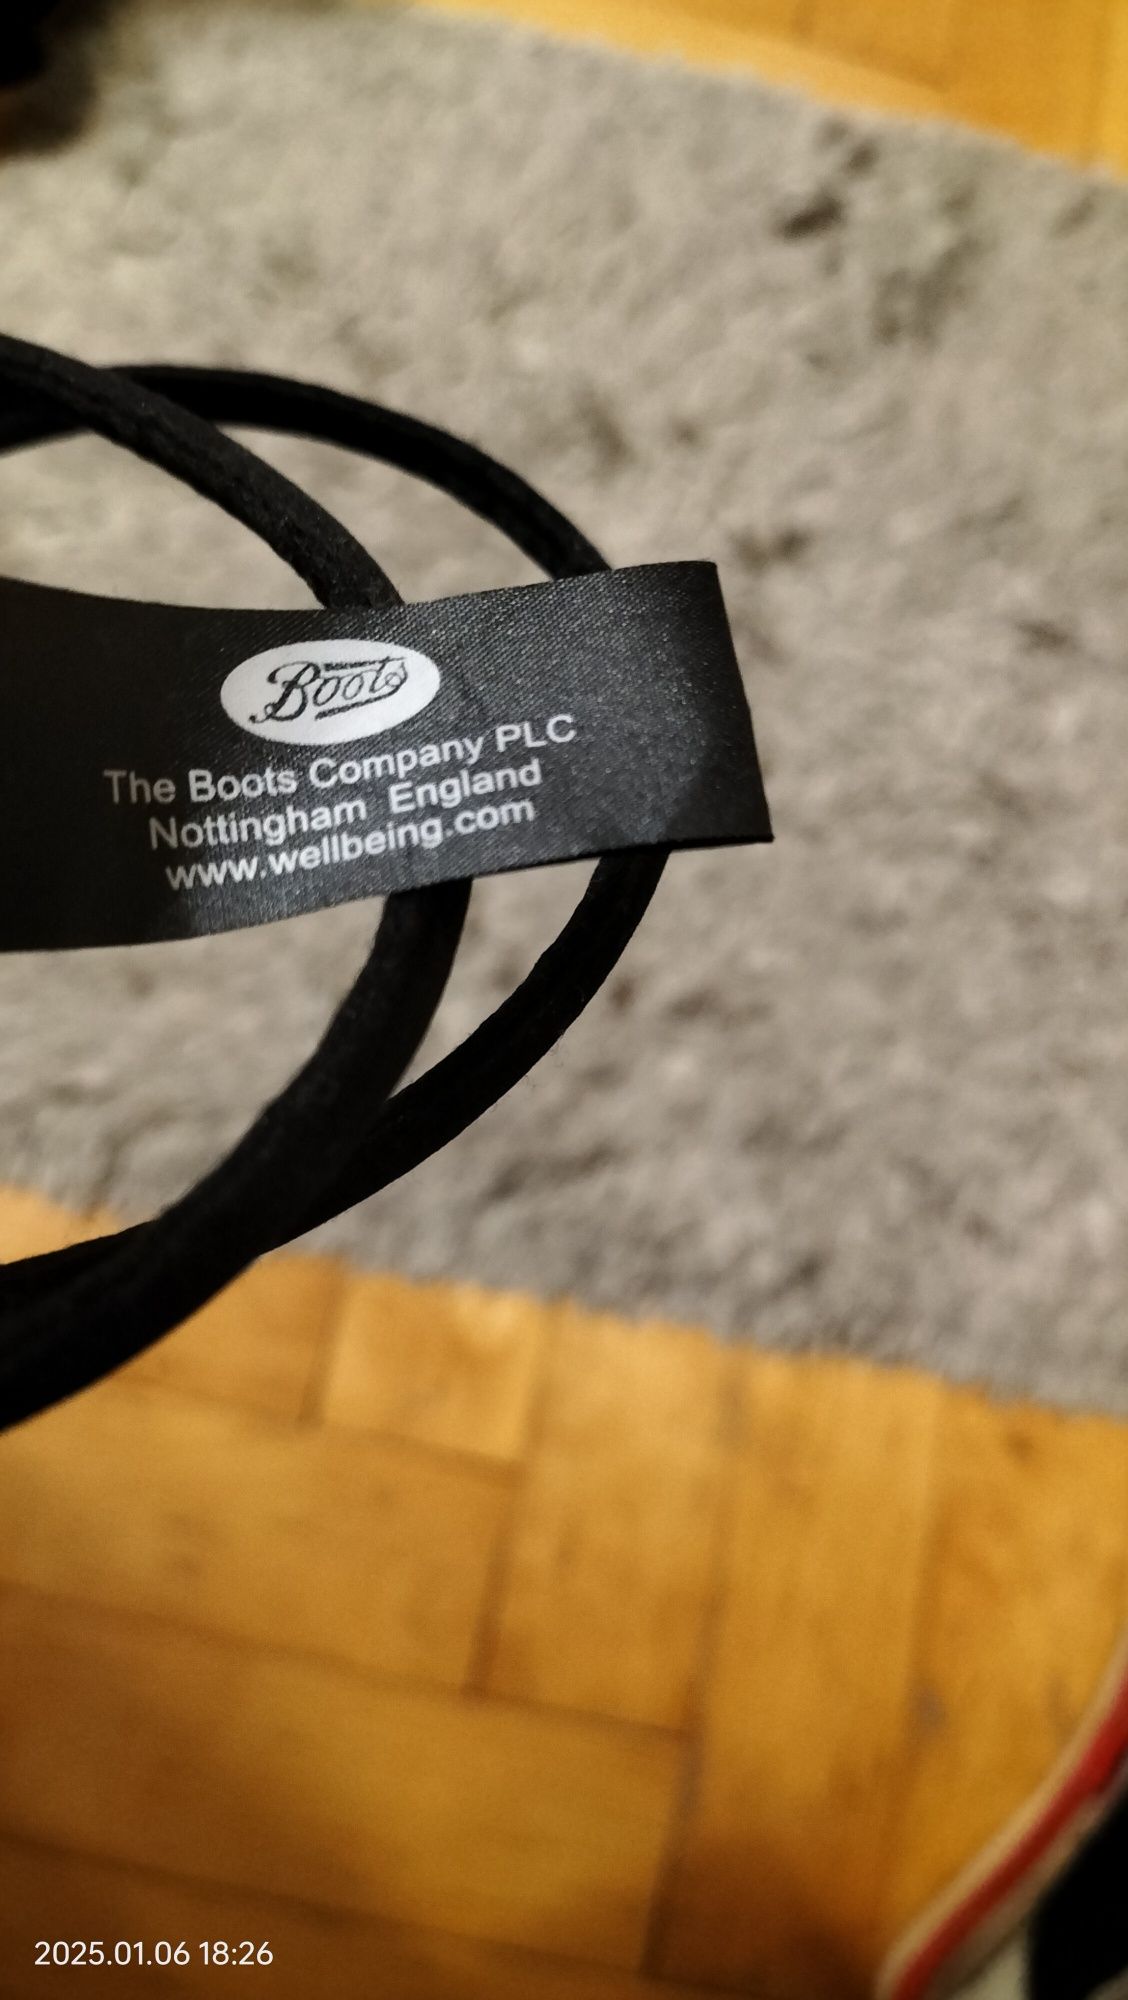 Boots
The Boots Company PLC
Nottingham England
www.wellbeing.com
2025.01.06 18:26